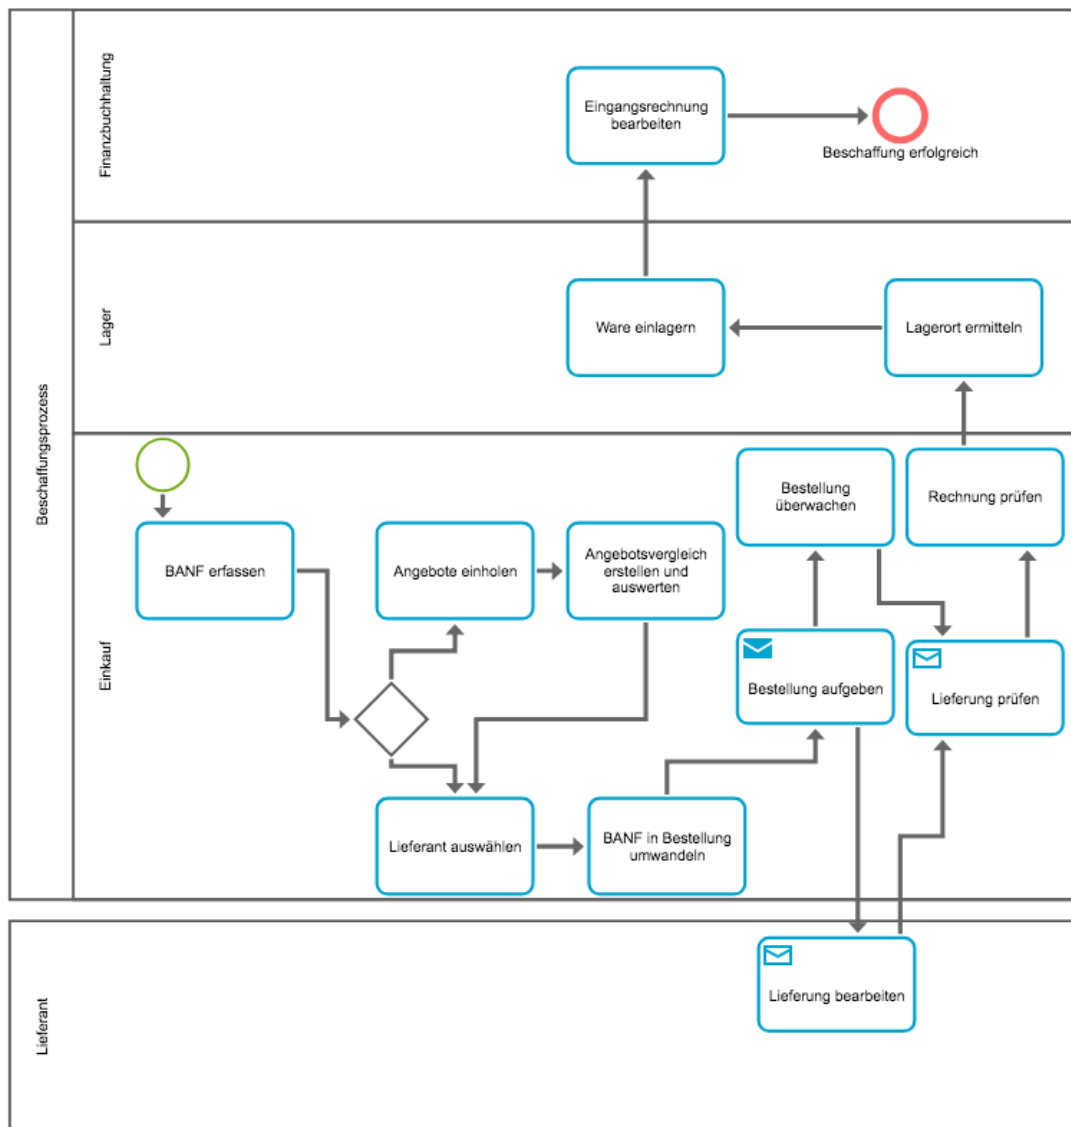 Beschaffungsprozess
Finanzbuchhaltung
Eingangsrechnung
bearbeiten
Beschaffung erfolgreich
Lager
Ware einlagern
Lagerort ermitteln
Einkauf
BANF erfassen
Angebote einholen
Angebotsvergleich
erstellen und
auswerten
Bestellung
überwachen
Rechnung prüfen
Bestellung aufgeben
Lieferung prüfen
Lieferant auswählen
BANF in Bestellung
umwandeln
Lieferant
Lieferung bearbeiten